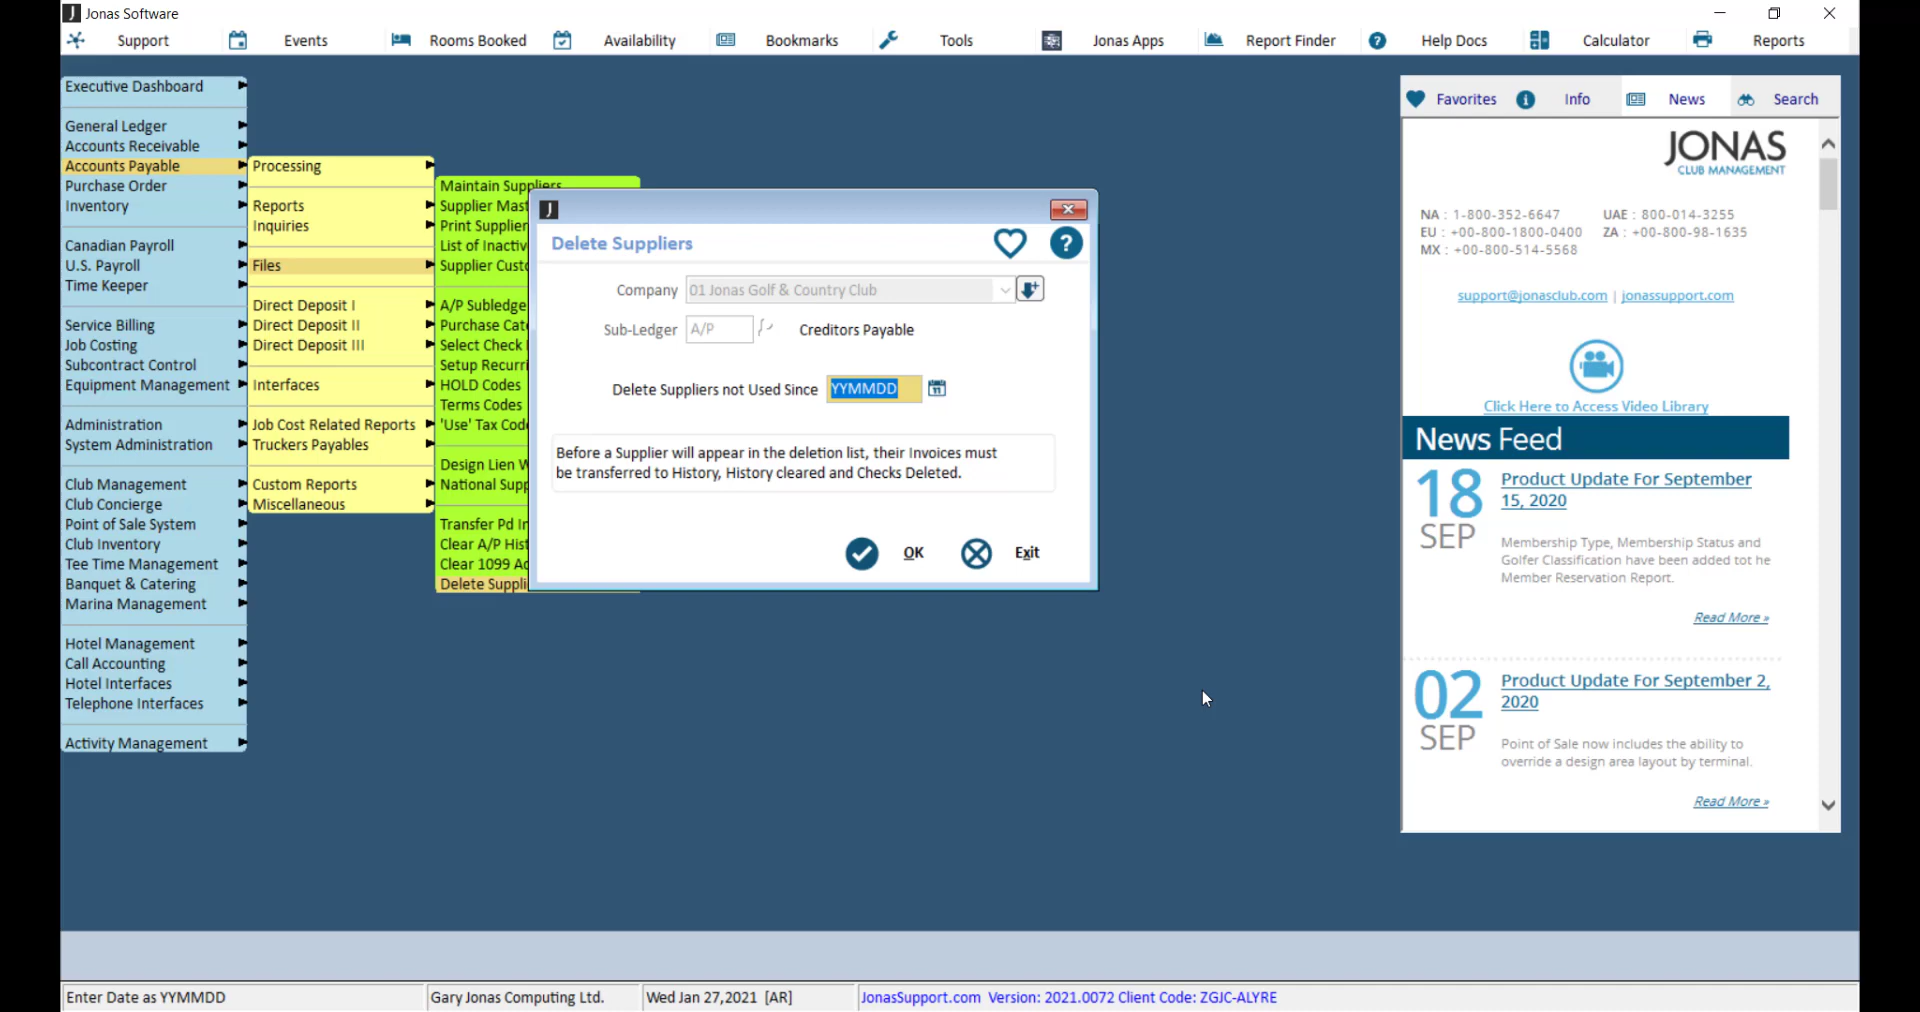 Jonas Software
Support Events Rooms Booked Availability Bookmarks Tools Jonas Apps Report Finder Help Docs Calculator Reports
Executive Dashboard
General Ledger
Accounts Receivable
Accounts Payable
Purchase Order
Inventory
Canadian Payroll
U.S. Payroll
Time Keeper
Service Billing
Job Costing
Subcontract Control
Equipment Management
Administration
System Administration
Club Management
Club Concierge
Point of Sale System
Club Inventory
Tee Time Management
Banquet & Catering
Marina Management
Hotel Management
Call Accounting
Hotel Interfaces
Telephone Interfaces
Activity Management
Processing
Reports
Inquiries
Files
Direct Deposit I
Direct Deposit II
Direct Deposit III
Interfaces
Job Cost Related Reports
Truckers Payables
Custom Reports
Miscellaneous
Maintain Suppliers
Supplier Mast
Print Supplier
List of Inactiv
Supplier Custo
A/P Subledge
Purchase Cate
Select Check
Setup Recurri
HOLD Codes
Terms Codes
'Use' Tax Code
Design Lien W
National Supp
Transfer Pd In
Clear A/P Hist
Clear 1099 Ac
Delete Suppli
Delete Suppliers
Company 01 Jonas Golf & Country Club
Sub-Ledger A/P Creditors Payable
Delete Suppliers not Used Since YYMMDD
Before a Supplier will appear in the deletion list, their Invoices must
be transferred to History, History cleared and Checks Deleted.
OK Exit
Favorites Info News Search
JONAS
CLUB MANAGEMENT
NA : 1-800-352-6647 UAE : 800-014-3255
EU : +00-800-1800-0400 ZA : +00-800-98-1635
MX : +00-800-514-5568
support@jonasclub.com | jonassupport.com
Click Here to Access Video Library
News Feed
18
SEP
Product Update For September
15, 2020
Membership Type, Membership Status and
Golfer Classification have been added tot he
Member Reservation Report.
Read More »
02
SEP
Product Update For September 2,
2020
Point of Sale now includes the ability to
override a design area layout by terminal.
Read More »
Enter Date as YYMMDD Gary Jonas Computing Ltd. Wed Jan 27,2021 [AR] JonasSupport.com Version: 2021.0072 Client Code: ZGJC-ALYRE